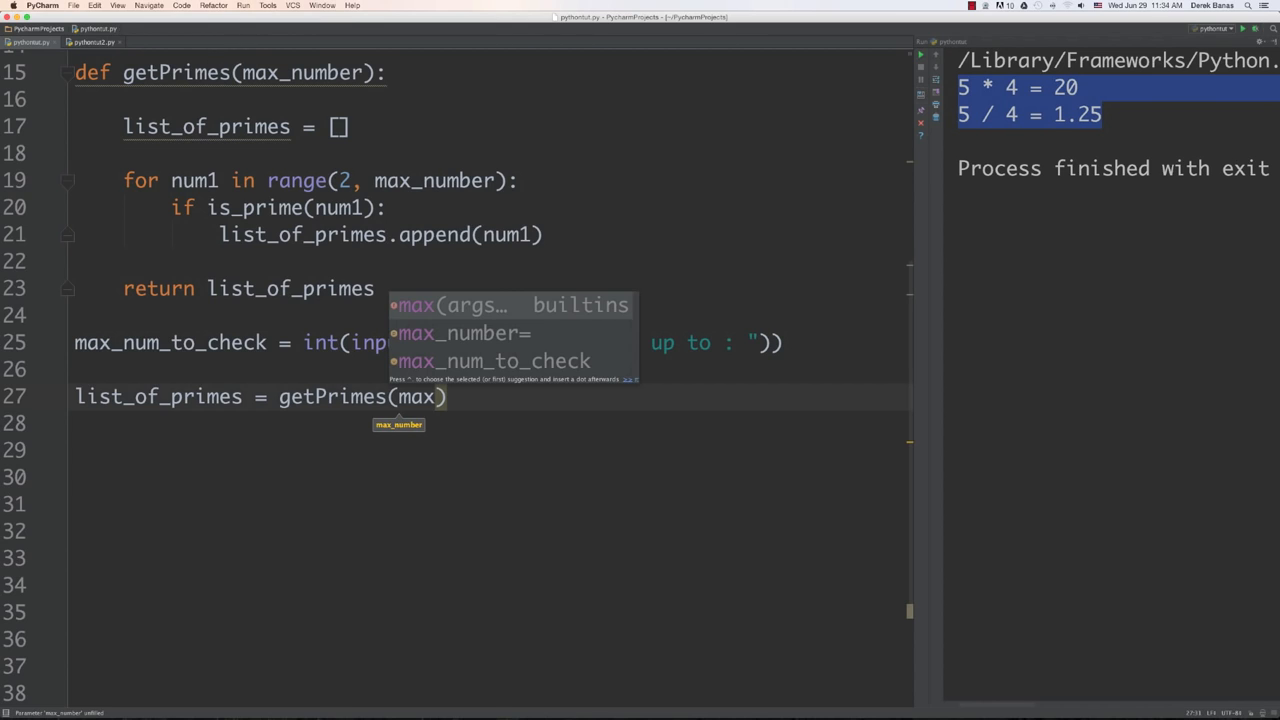 PyCharm File Edit View Navigate Code Refactor Run Tools VCS Window Help Wed Jun 29 11:34 AM Derek Banas
pythontut.py - PycharmProjects - [~/PycharmProjects]
PycharmProjects pythontut.py pythontut
pythontut.py pythontut2.py Run pythontut
15 def getPrimes(max_number):
16
17 list_of_primes = []
18
19 for num1 in range(2, max_number):
20 if is_prime(num1):
21 list_of_primes.append(num1)
22
23 return list_of_primes
24
25 max_num_to_check = int(inp up to : "))
26
27 list_of_primes = getPrimes(max)
28
29
30
31
32
33
34
35
36
37
38
max(args… builtins
max_number=
max_num_to_check
Press ^. to choose the selected (or first) suggestion and insert a dot afterwards >>
max_number
/Library/Frameworks/Python.
5 * 4 = 20
5 / 4 = 1.25
Process finished with exit
Parameter 'max_number' unfilled 27:31 LF≑ UTF-8